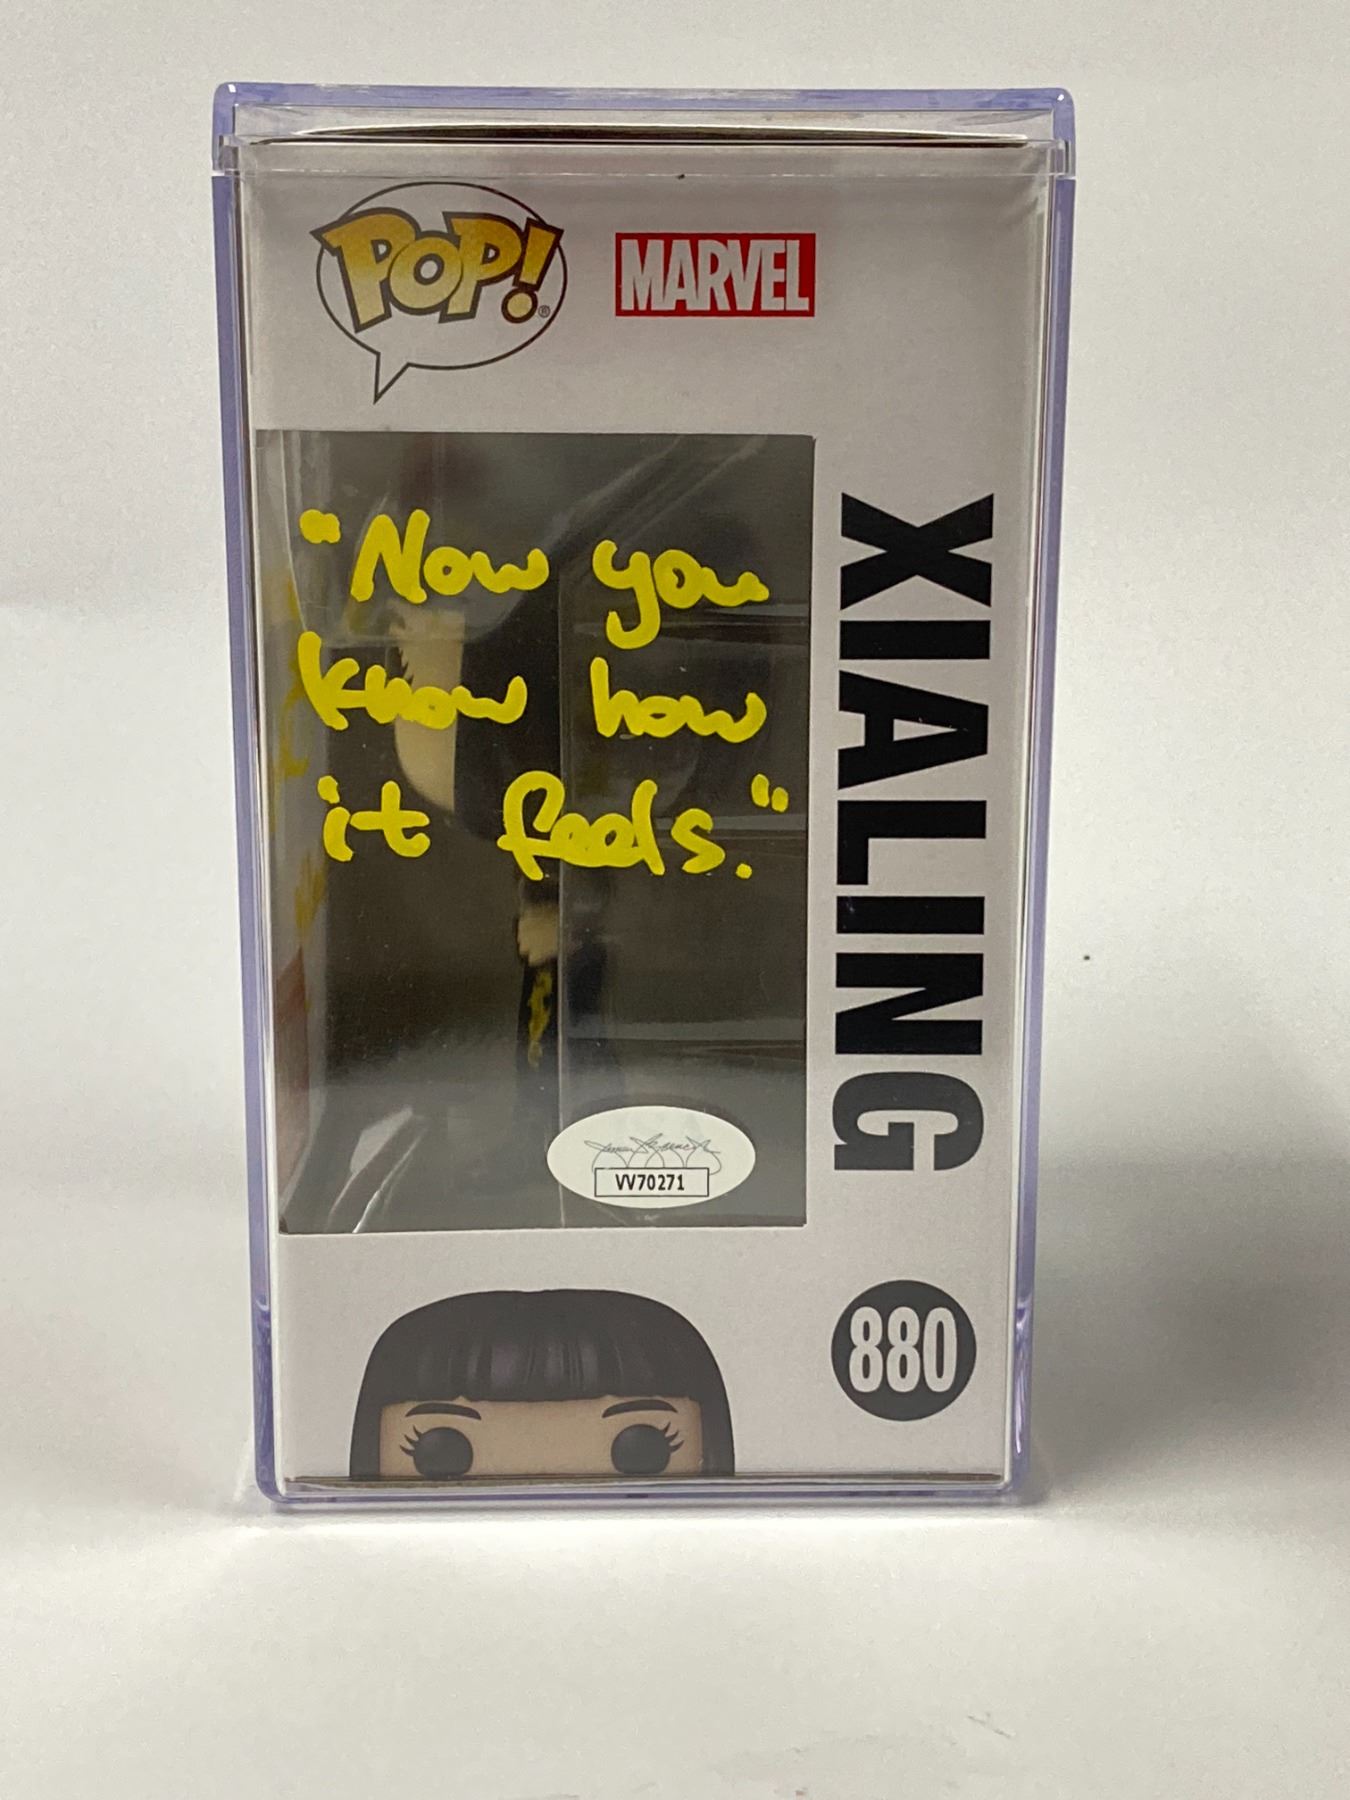 POP!
MARVEL
"Now you
know how
it feels."
XIALING
VV70271
880